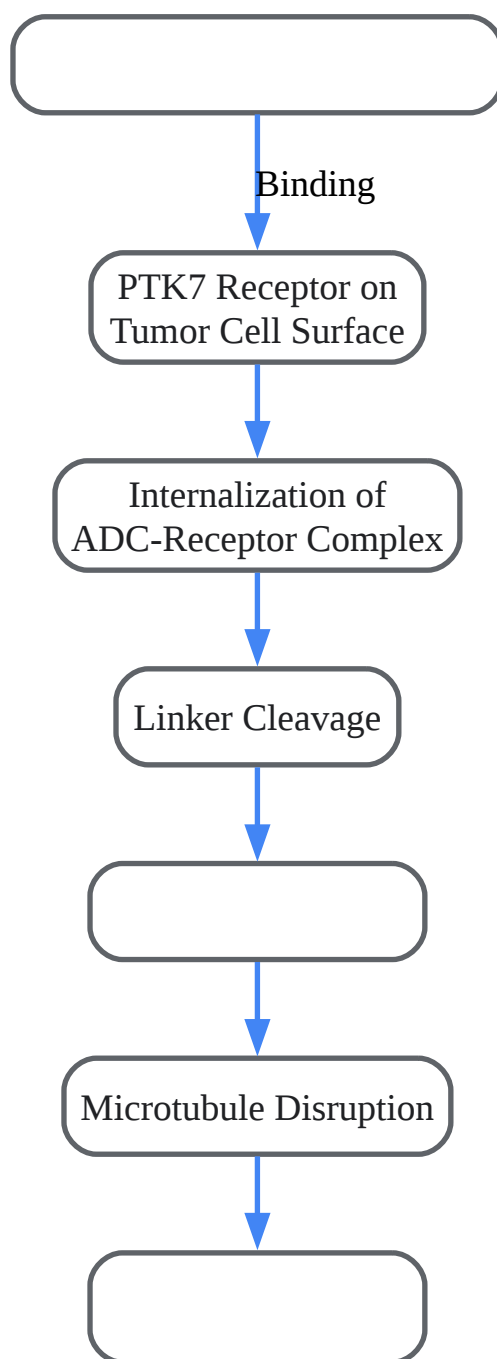 Binding
PTK7 Receptor on
Tumor Cell Surface
Internalization of
ADC-Receptor Complex
Linker Cleavage
Microtubule Disruption